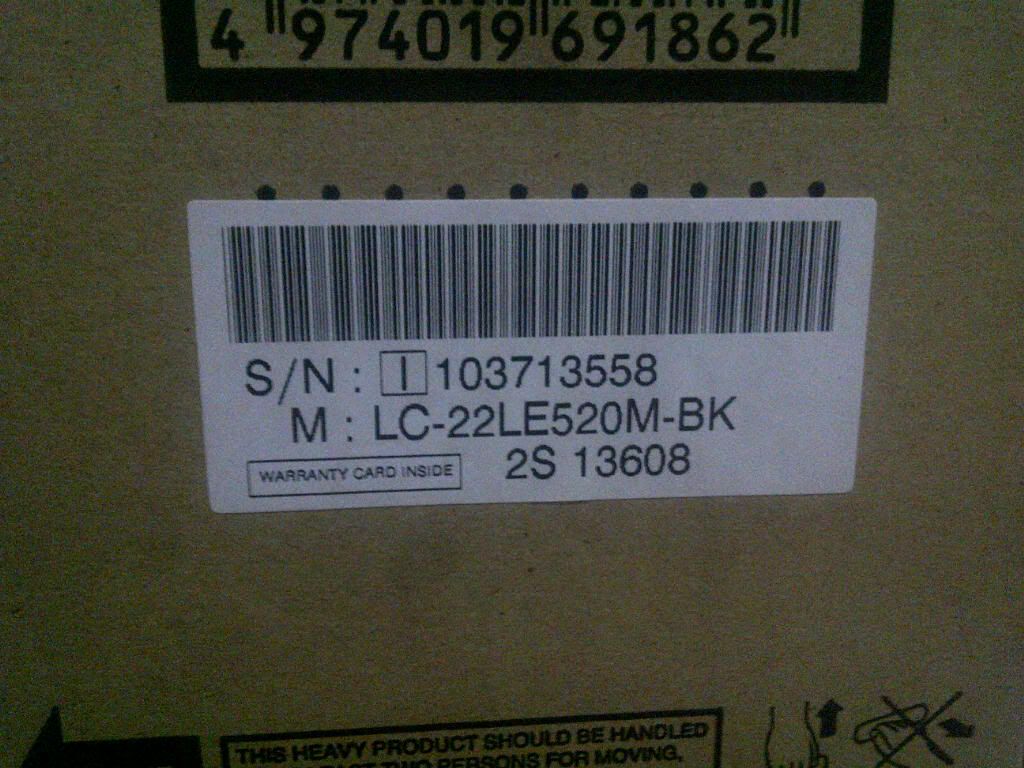 4 974019 691862
S/N : I 103713558
M : LC-22LE520M-BK
WARRANTY CARD INSIDE 2S 13608
THIS HEAVY PRODUCT SHOULD BE HANDLED
TWO PERSONS FOR MOVING,